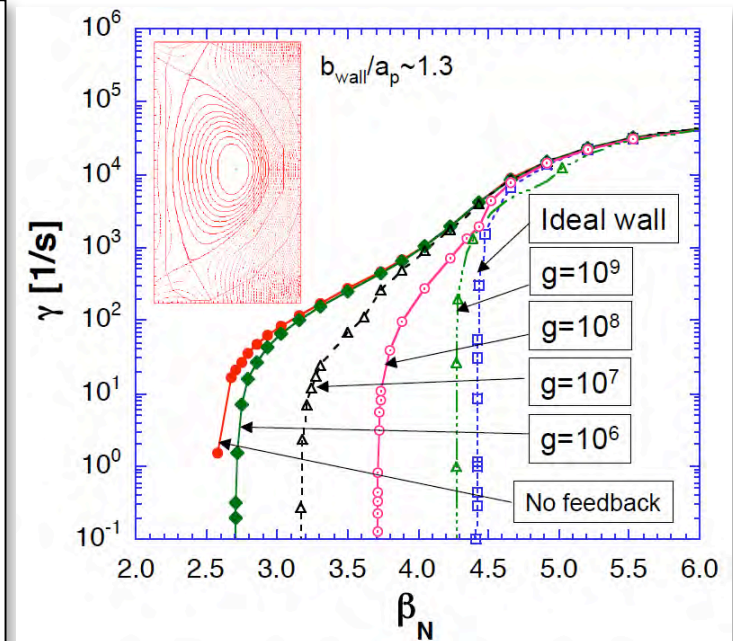 b_wall/a_p~1.3
γ [1/s]
10^6
10^5
10^4
10^3
10^2
10^1
10^0
10^-1
Ideal wall
g=10^9
g=10^8
g=10^7
g=10^6
No feedback
2.0 2.5 3.0 3.5 4.0 4.5 5.0 5.5 6.0
β_N